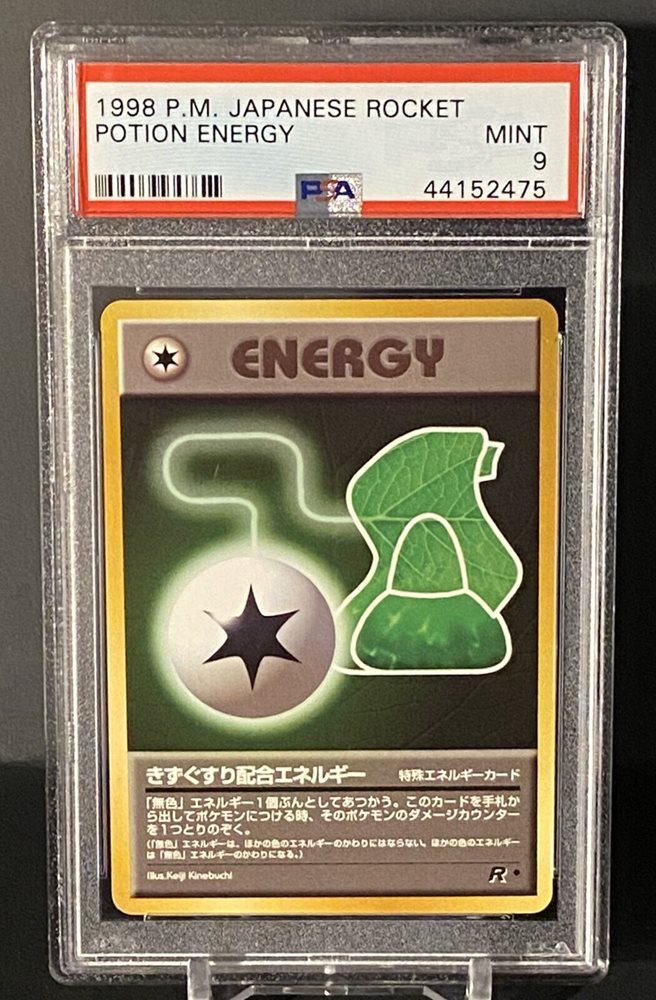 1998 P.M. JAPANESE ROCKET
POTION ENERGY MINT
9
PSA 44152475
ENERGY
きずぐすり配合エネルギー 特殊エネルギーカード
「無色」エネルギー1個ぶんとしてあつかう。このカードを手札か
ら出してポケモンにつける時、そのポケモンのダメージカウンター
を1つとりのぞく。
(「無色」エネルギーは、ほかの色のエネルギーのかわりにはならない。ほかの色のエネルギー
は「無色」エネルギーのかわりになる。)
Illus.Keiji Kinebuchi R